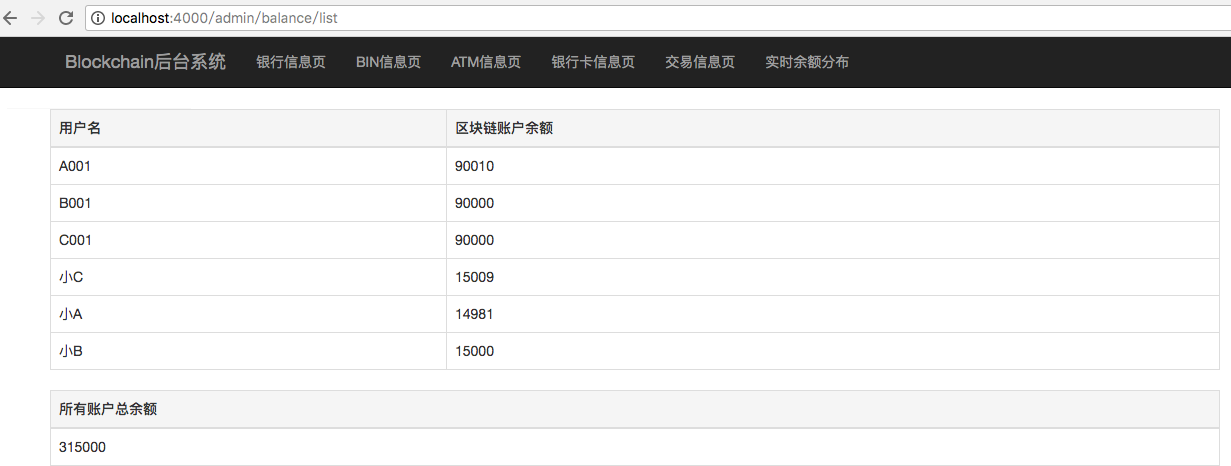 localhost:4000/admin/balance/list
Blockchain后台系统 银行信息页 BIN信息页 ATM信息页 银行卡信息页 交易信息页 实时余额分布
用户名 区块链账户余额
A001 90010
B001 90000
C001 90000
小C 15009
小A 14981
小B 15000
所有账户总余额
315000